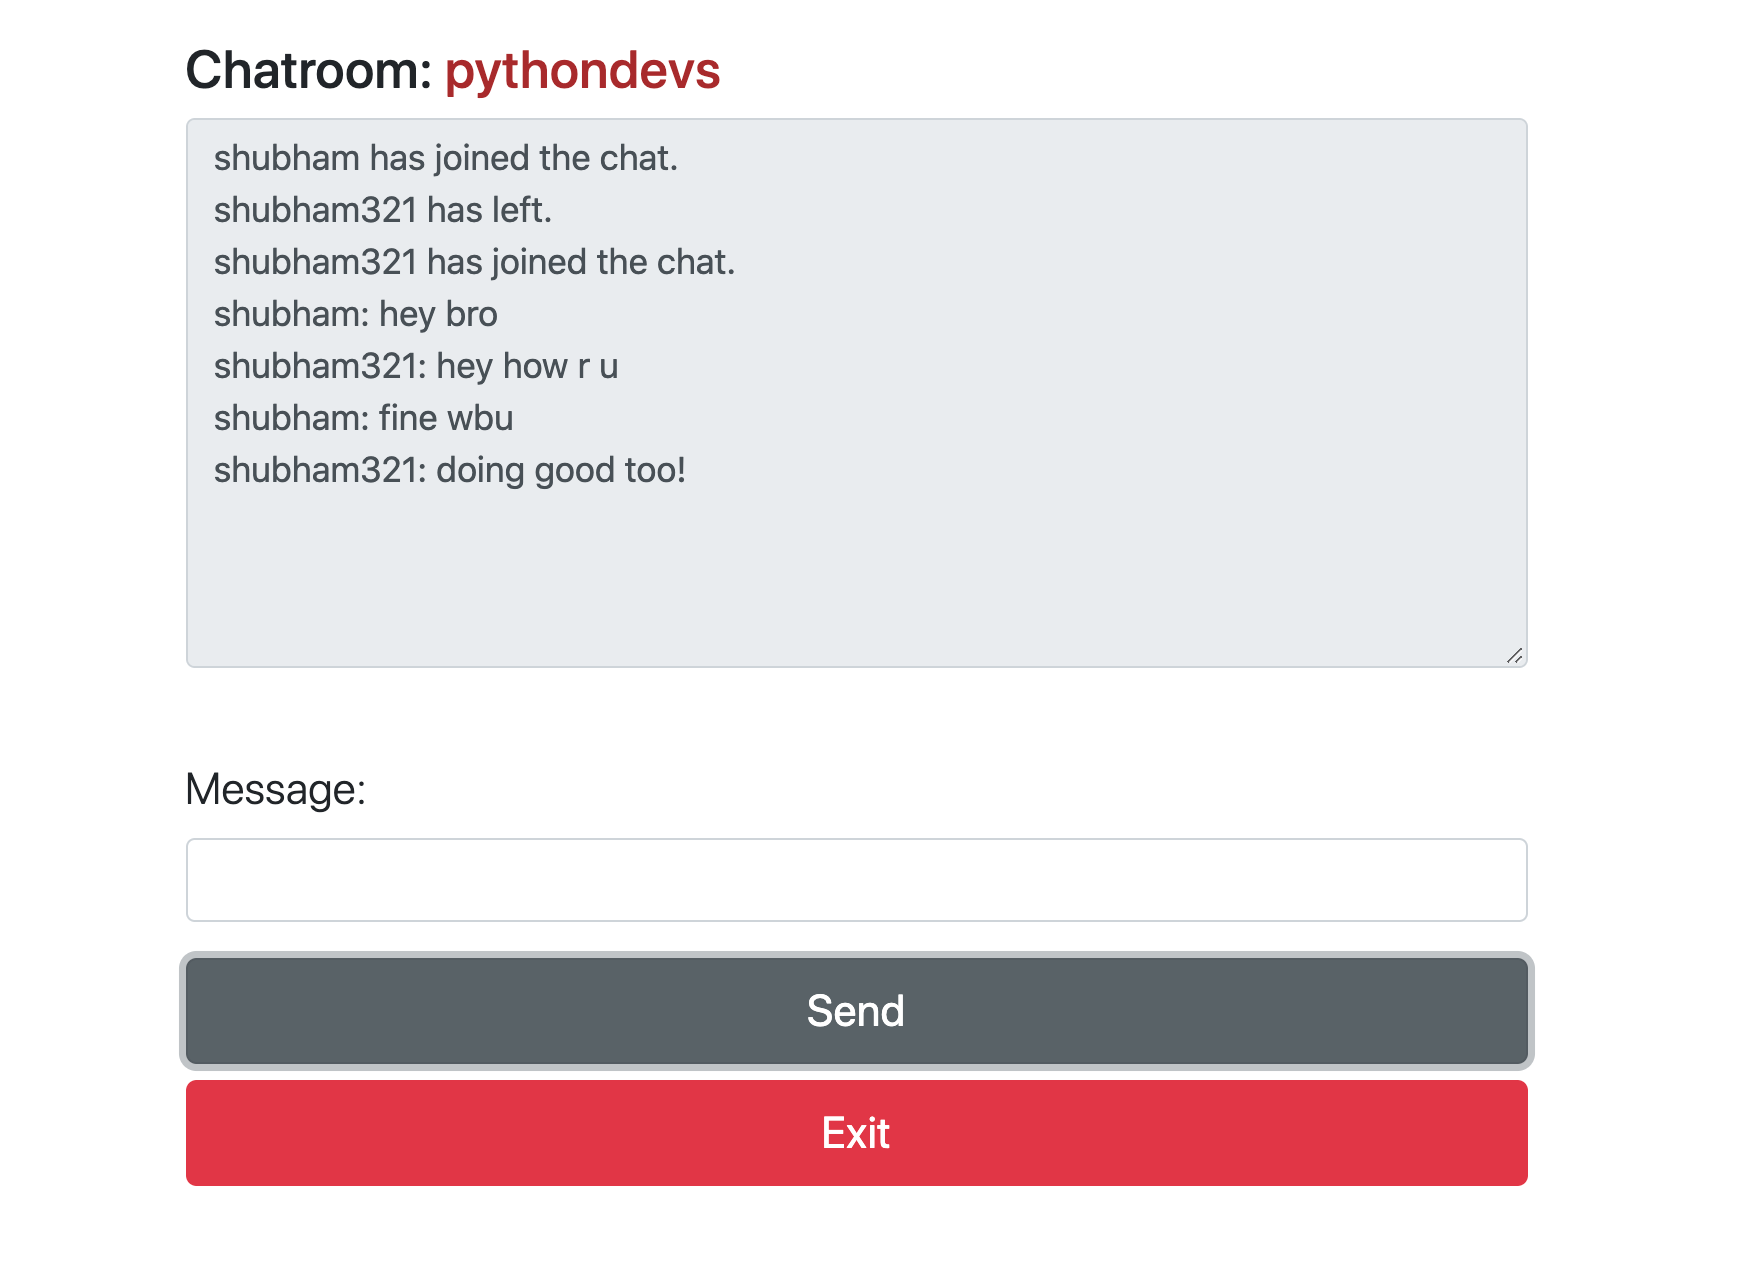 Chatroom: pythondevs
shubham has joined the chat.
shubham321 has left.
shubham321 has joined the chat.
shubham: hey bro
shubham321: hey how r u
shubham: fine wbu
shubham321: doing good too!
Message:
Send
Exit